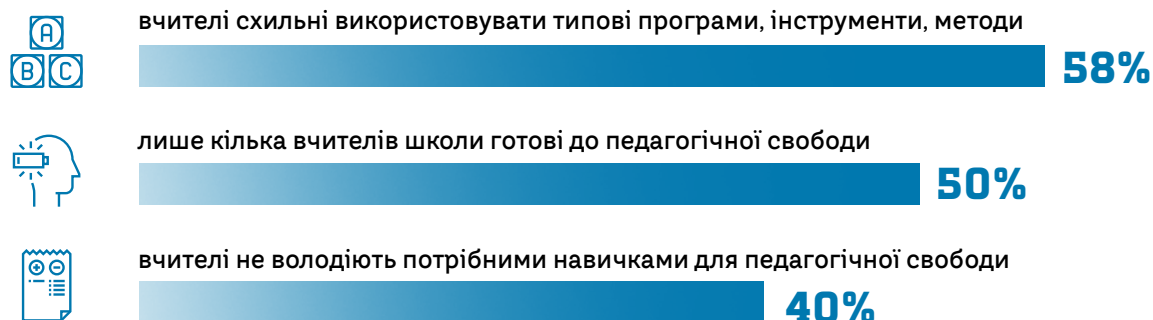 A
B C
вчителі схильні використовувати типові програми, інструменти, методи
58%
лише кілька вчителів школи готові до педагогічної свободи
50%
вчителі не володіють потрібними навичками для педагогічної свободи
40%